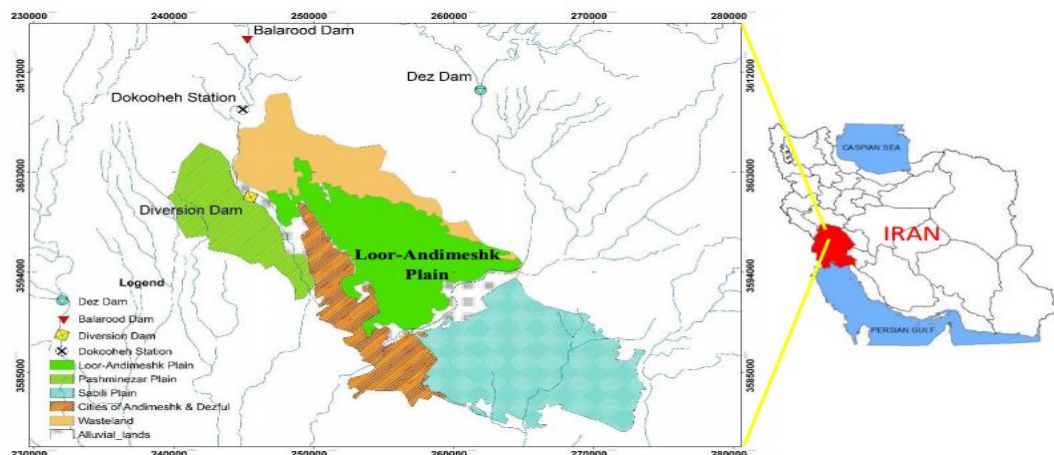 230000 240000 250000 260000 270000 280000
Balarood Dam
3612000
3612000
Dez Dam
Dokooheh Station
3603000
3603000
CASPIAN SEA
Diversion Dam
IRAN
Loor-Andimeshk
Plain
3594000
3594000
PERSIAN GULF
Legend
Dez Dam
Balarood Dam
Diversion Dam
Dokooheh Station
Loor-Andimeshk Plain
Pashminezar Plain
Sabili Plain
Cities of Andimeshk & Dezful
Wasteland
Alluvial_lands
3585000
3585000
230000 240000 250000 260000 270000 280000